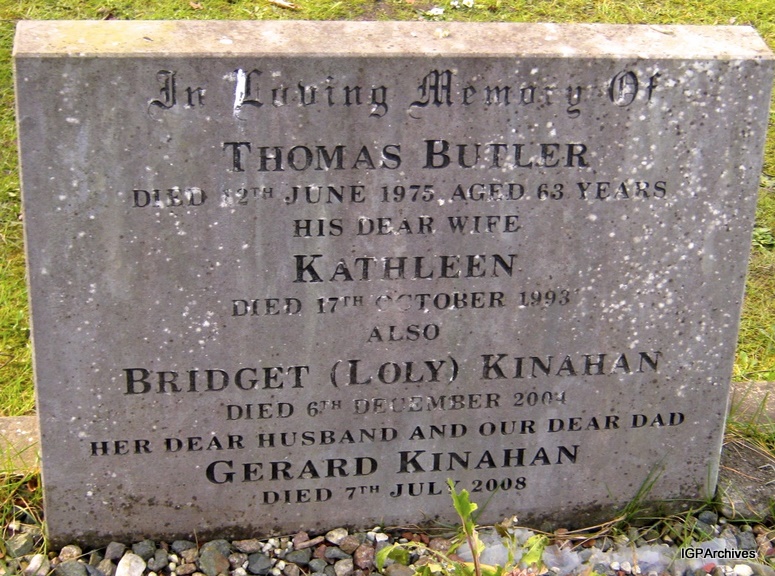 In Loving Memory Of
THOMAS BUTLER
DIED 12TH JUNE 1975 AGED 63 YEARS
HIS DEAR WIFE
KATHLEEN
DIED 17TH OCTOBER 1993
ALSO
BRIDGET (LOLY) KINAHAN
DIED 6TH DECEMBER 2004
HER DEAR HUSBAND AND OUR DEAR DAD
GERARD KINAHAN
DIED 7TH JULY 2008
IGPArchives